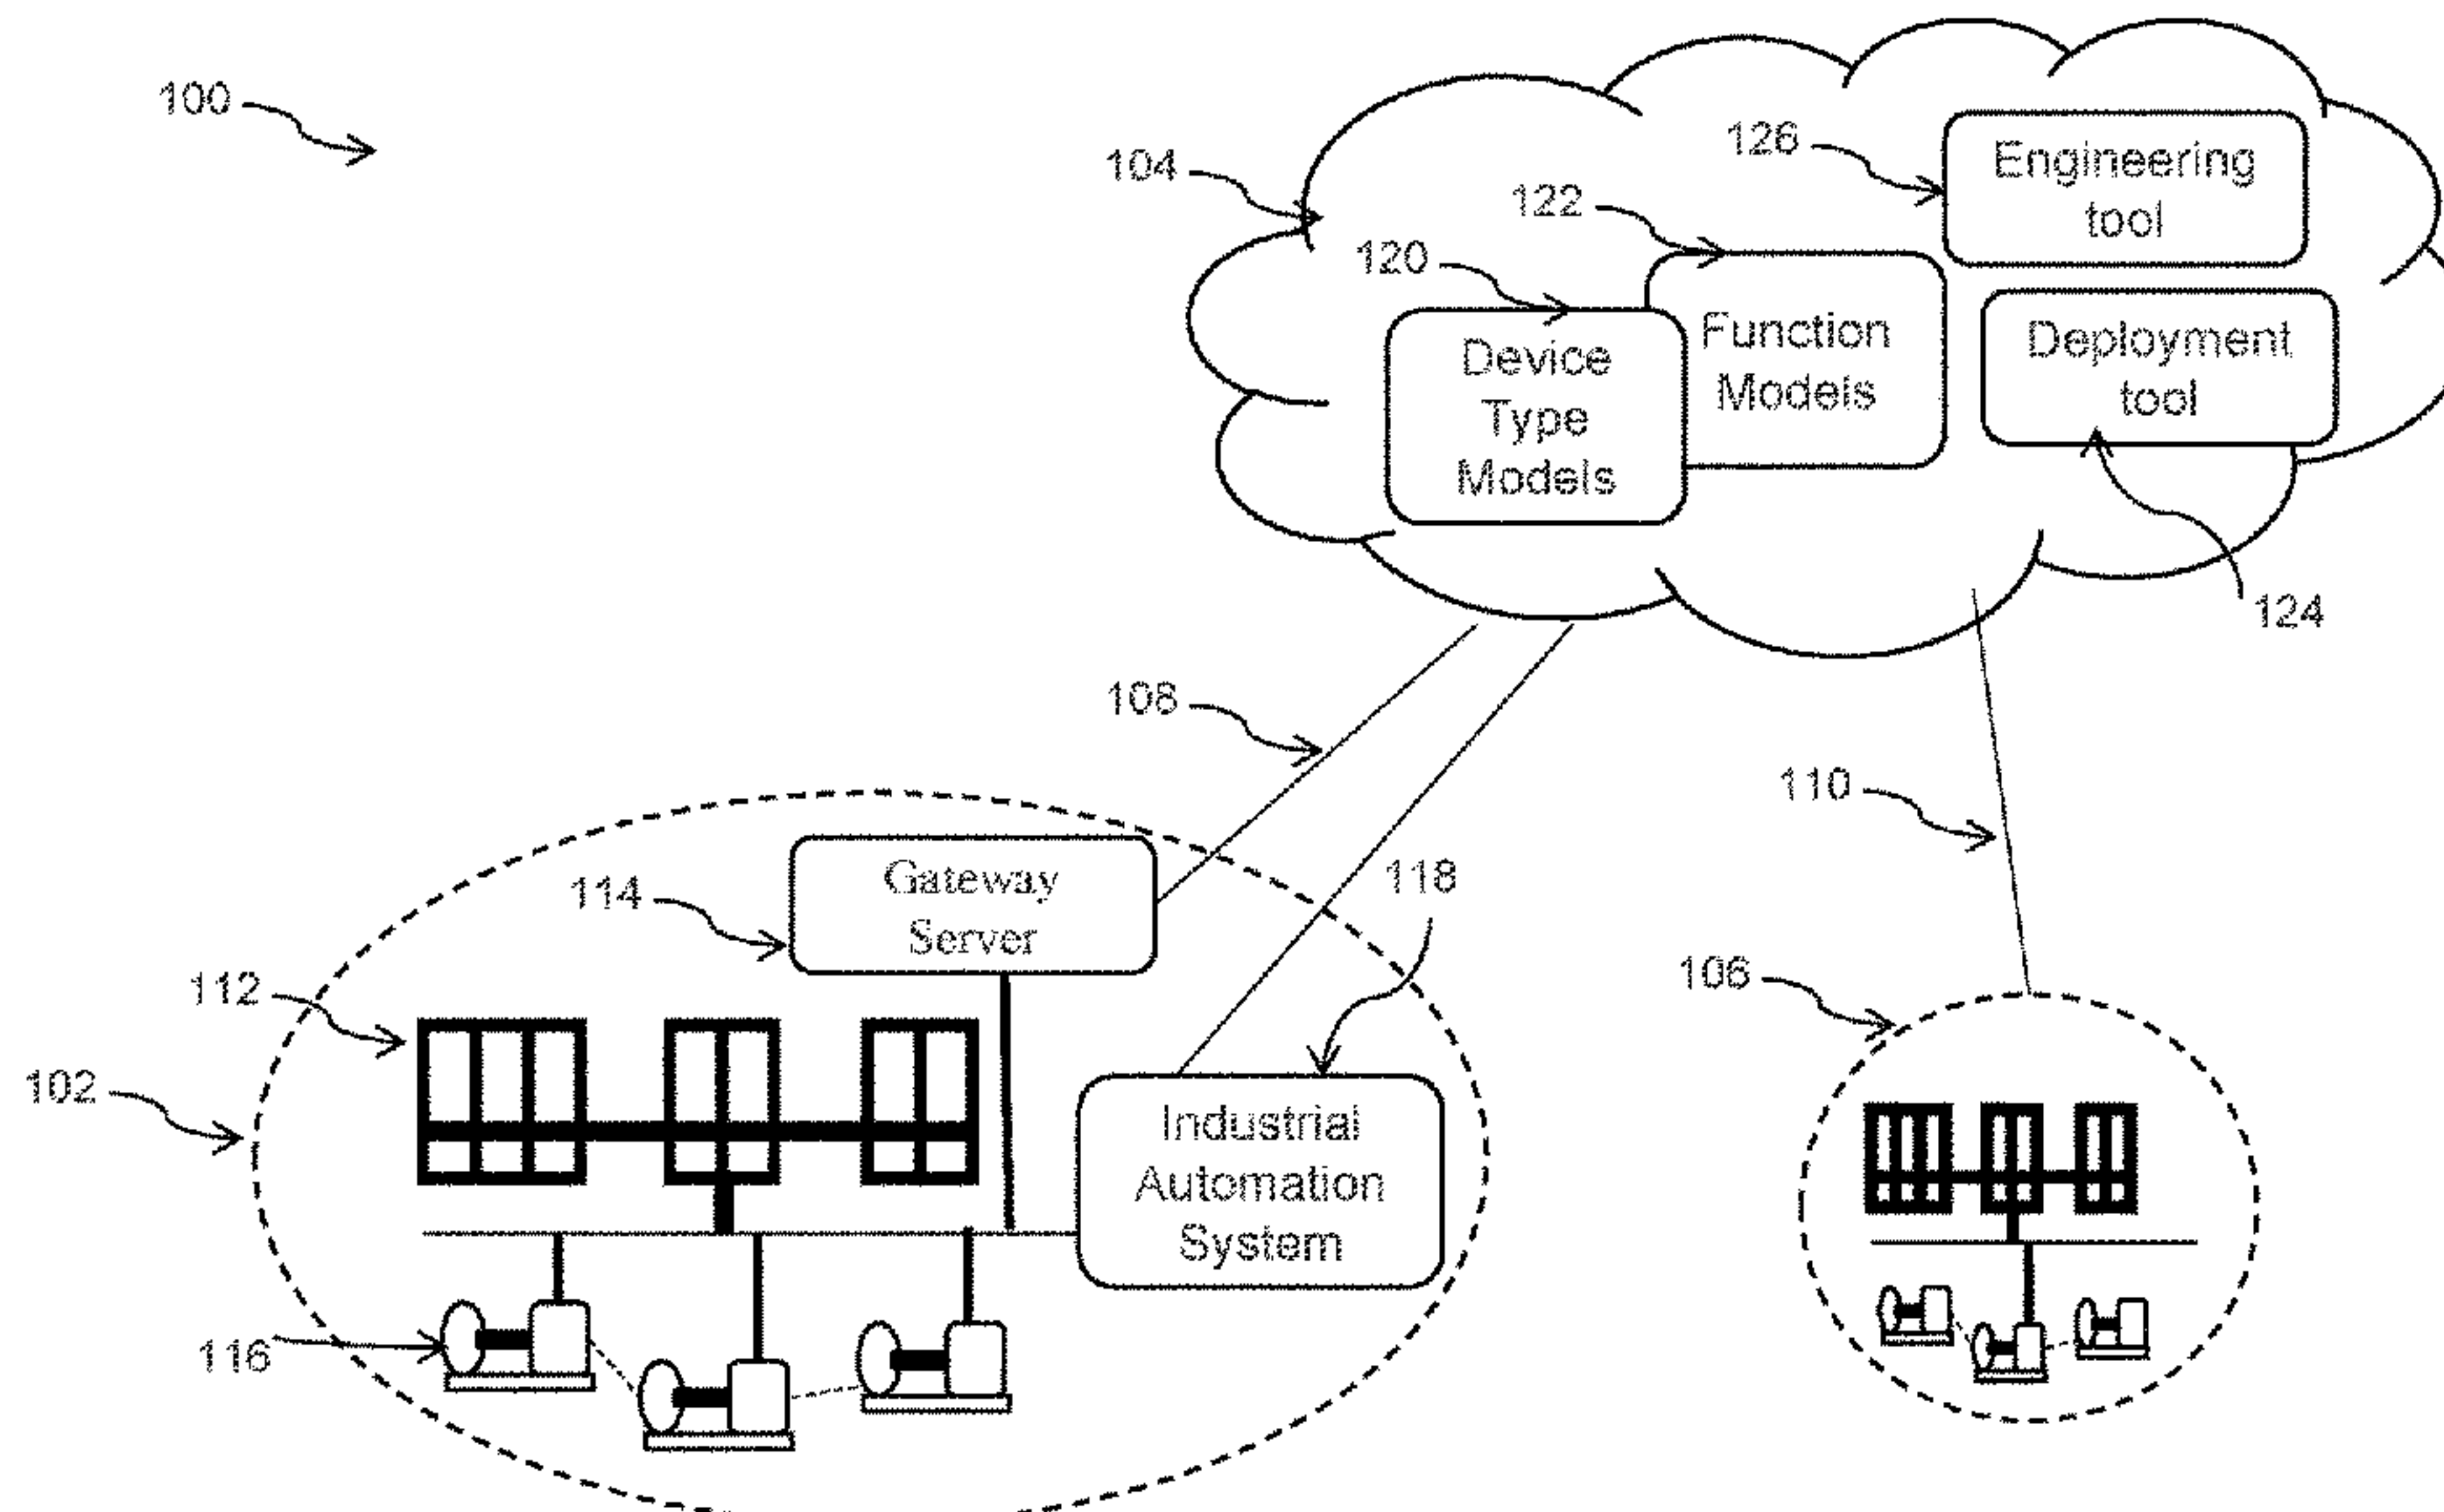 100
104
126
Engineering
tool
122
120
Function
Models
Device
Type
Models
Deployment
tool
124
108
110
114
Gateway
Server
118
112
106
102
Industrial
Automation
System
116